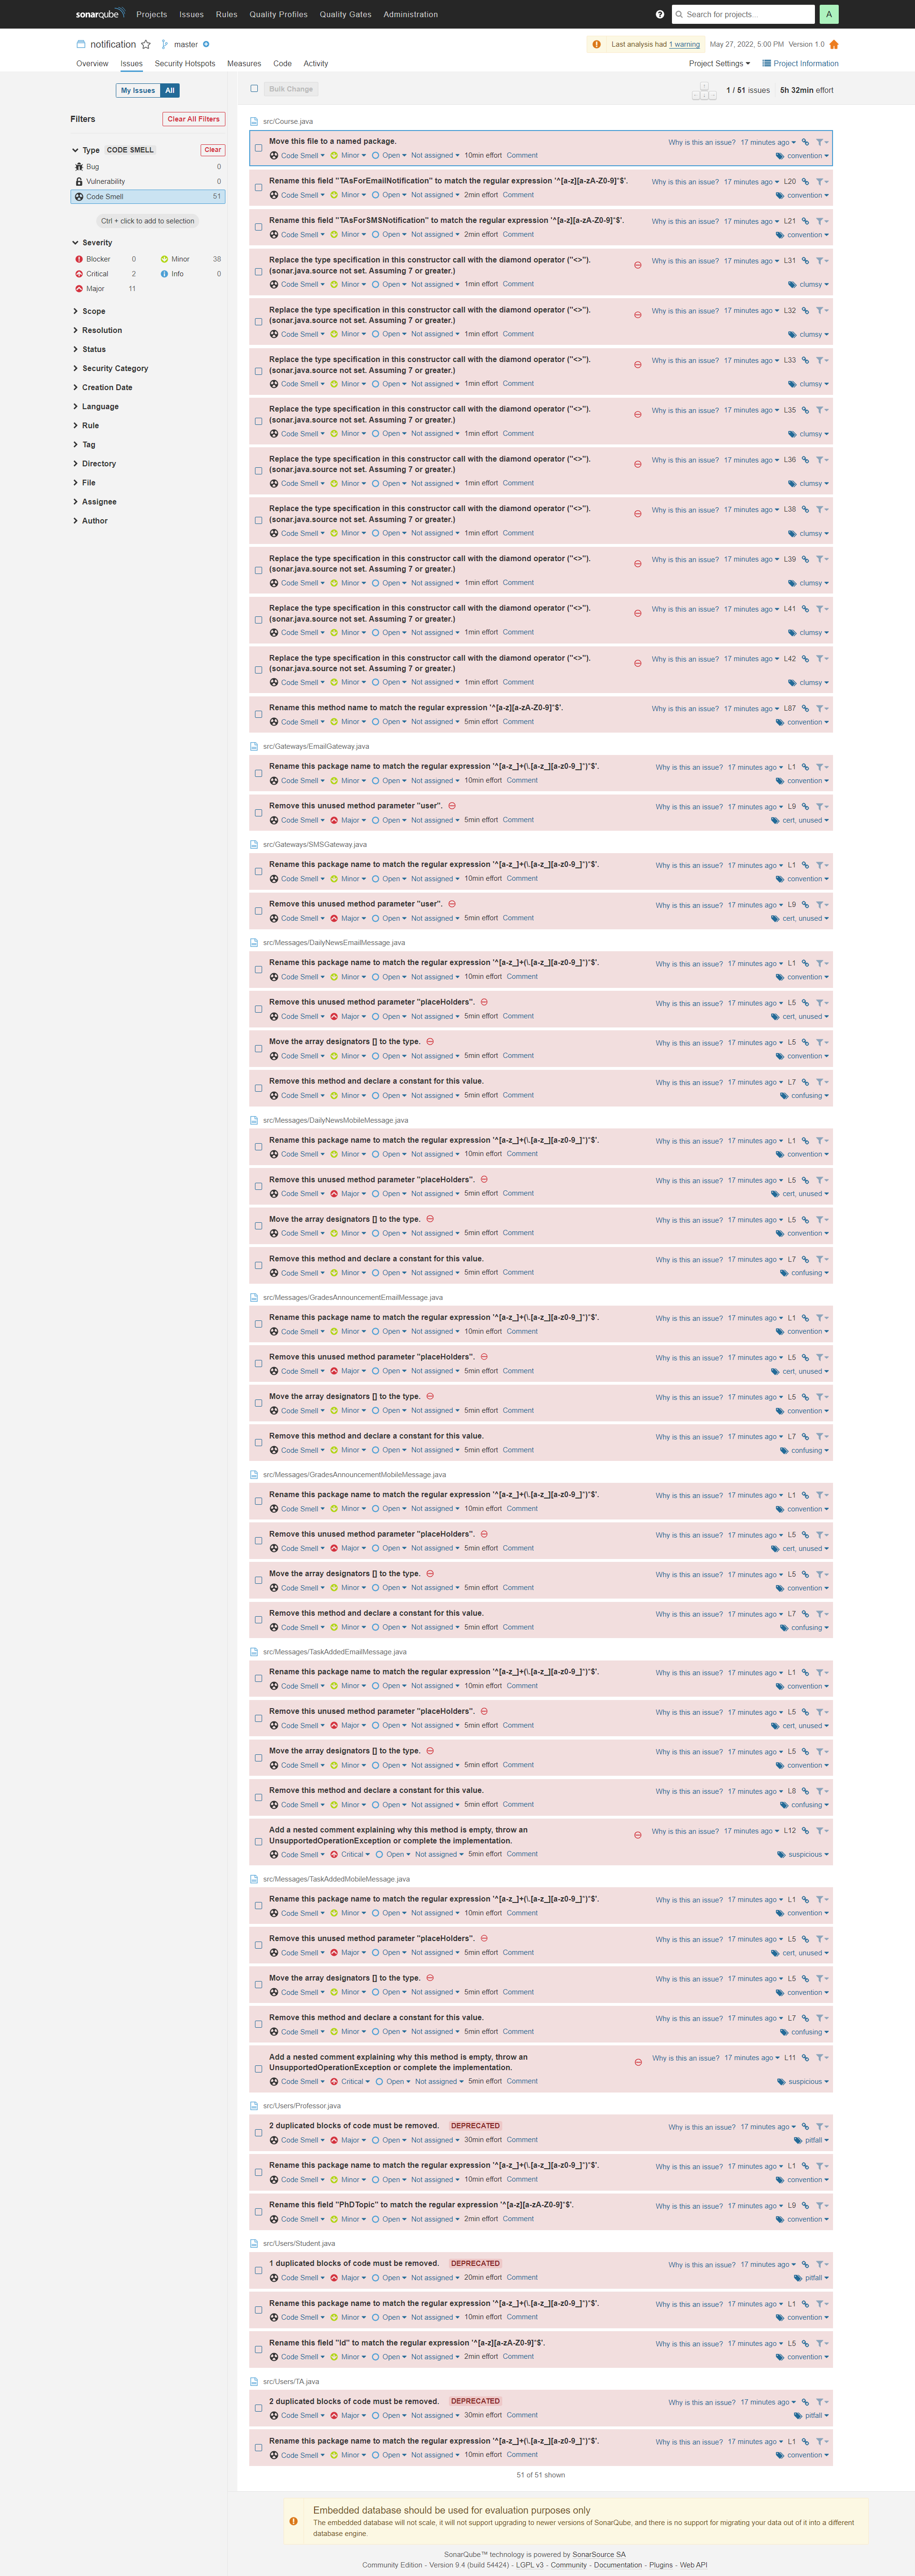 sonarqube Projects Issues Rules Quality Profiles Quality Gates Administration Search for projects... A
notification master Last analysis had 1 warning May 27, 2022, 5:00 PM Version 1.0
Overview Issues Security Hotspots Measures Code Activity Project Settings Project Information
My Issues All
Bulk Change 1 / 51 issues 5h 32min effort
Filters Clear All Filters
Type CODE SMELL Clear
Bug 0
Vulnerability 0
Code Smell 51
Ctrl + click to add to selection
Severity
Blocker 0 Minor 38
Critical 2 Info 0
Major 11
Scope
Resolution
Status
Security Category
Creation Date
Language
Rule
Tag
Directory
File
Assignee
Author
src/Course.java
Move this file to a named package. Why is this an issue? 17 minutes ago
Code Smell Minor Open Not assigned 10min effort Comment convention
Rename this field "TAsForEmailNotification" to match the regular expression '^[a-z][a-zA-Z0-9]*$'. Why is this an issue? 17 minutes ago L20
Code Smell Minor Open Not assigned 2min effort Comment convention
Rename this field "TAsForSMSNotification" to match the regular expression '^[a-z][a-zA-Z0-9]*$'. Why is this an issue? 17 minutes ago L21
Code Smell Minor Open Not assigned 2min effort Comment convention
Replace the type specification in this constructor call with the diamond operator ("<>"). Why is this an issue? 17 minutes ago L31
(sonar.java.source not set. Assuming 7 or greater.)
Code Smell Minor Open Not assigned 1min effort Comment clumsy
Replace the type specification in this constructor call with the diamond operator ("<>"). Why is this an issue? 17 minutes ago L32
(sonar.java.source not set. Assuming 7 or greater.)
Code Smell Minor Open Not assigned 1min effort Comment clumsy
Replace the type specification in this constructor call with the diamond operator ("<>"). Why is this an issue? 17 minutes ago L33
(sonar.java.source not set. Assuming 7 or greater.)
Code Smell Minor Open Not assigned 1min effort Comment clumsy
Replace the type specification in this constructor call with the diamond operator ("<>"). Why is this an issue? 17 minutes ago L35
(sonar.java.source not set. Assuming 7 or greater.)
Code Smell Minor Open Not assigned 1min effort Comment clumsy
Replace the type specification in this constructor call with the diamond operator ("<>"). Why is this an issue? 17 minutes ago L36
(sonar.java.source not set. Assuming 7 or greater.)
Code Smell Minor Open Not assigned 1min effort Comment clumsy
Replace the type specification in this constructor call with the diamond operator ("<>"). Why is this an issue? 17 minutes ago L38
(sonar.java.source not set. Assuming 7 or greater.)
Code Smell Minor Open Not assigned 1min effort Comment clumsy
Replace the type specification in this constructor call with the diamond operator ("<>"). Why is this an issue? 17 minutes ago L39
(sonar.java.source not set. Assuming 7 or greater.)
Code Smell Minor Open Not assigned 1min effort Comment clumsy
Replace the type specification in this constructor call with the diamond operator ("<>"). Why is this an issue? 17 minutes ago L41
(sonar.java.source not set. Assuming 7 or greater.)
Code Smell Minor Open Not assigned 1min effort Comment clumsy
Replace the type specification in this constructor call with the diamond operator ("<>"). Why is this an issue? 17 minutes ago L42
(sonar.java.source not set. Assuming 7 or greater.)
Code Smell Minor Open Not assigned 1min effort Comment clumsy
Rename this method name to match the regular expression '^[a-z][a-zA-Z0-9]*$'. Why is this an issue? 17 minutes ago L87
Code Smell Minor Open Not assigned 5min effort Comment convention
src/Gateways/EmailGateway.java
Rename this package name to match the regular expression '^[a-z_]+(\.[a-z_][a-z0-9_]*)*$'. Why is this an issue? 17 minutes ago L1
Code Smell Minor Open Not assigned 10min effort Comment convention
Remove this unused method parameter "user". Why is this an issue? 17 minutes ago L9
Code Smell Major Open Not assigned 5min effort Comment cert, unused
src/Gateways/SMSGateway.java
Rename this package name to match the regular expression '^[a-z_]+(\.[a-z_][a-z0-9_]*)*$'. Why is this an issue? 17 minutes ago L1
Code Smell Minor Open Not assigned 10min effort Comment convention
Remove this unused method parameter "user". Why is this an issue? 17 minutes ago L9
Code Smell Major Open Not assigned 5min effort Comment cert, unused
src/Messages/DailyNewsEmailMessage.java
Rename this package name to match the regular expression '^[a-z_]+(\.[a-z_][a-z0-9_]*)*$'. Why is this an issue? 17 minutes ago L1
Code Smell Minor Open Not assigned 10min effort Comment convention
Remove this unused method parameter "placeHolders". Why is this an issue? 17 minutes ago L5
Code Smell Major Open Not assigned 5min effort Comment cert, unused
Move the array designators [] to the type. Why is this an issue? 17 minutes ago L5
Code Smell Minor Open Not assigned 5min effort Comment convention
Remove this method and declare a constant for this value. Why is this an issue? 17 minutes ago L7
Code Smell Minor Open Not assigned 5min effort Comment confusing
src/Messages/DailyNewsMobileMessage.java
Rename this package name to match the regular expression '^[a-z_]+(\.[a-z_][a-z0-9_]*)*$'. Why is this an issue? 17 minutes ago L1
Code Smell Minor Open Not assigned 10min effort Comment convention
Remove this unused method parameter "placeHolders". Why is this an issue? 17 minutes ago L5
Code Smell Major Open Not assigned 5min effort Comment cert, unused
Move the array designators [] to the type. Why is this an issue? 17 minutes ago L5
Code Smell Minor Open Not assigned 5min effort Comment convention
Remove this method and declare a constant for this value. Why is this an issue? 17 minutes ago L7
Code Smell Minor Open Not assigned 5min effort Comment confusing
src/Messages/GradesAnnouncementEmailMessage.java
Rename this package name to match the regular expression '^[a-z_]+(\.[a-z_][a-z0-9_]*)*$'. Why is this an issue? 17 minutes ago L1
Code Smell Minor Open Not assigned 10min effort Comment convention
Remove this unused method parameter "placeHolders". Why is this an issue? 17 minutes ago L5
Code Smell Major Open Not assigned 5min effort Comment cert, unused
Move the array designators [] to the type. Why is this an issue? 17 minutes ago L5
Code Smell Minor Open Not assigned 5min effort Comment convention
Remove this method and declare a constant for this value. Why is this an issue? 17 minutes ago L7
Code Smell Minor Open Not assigned 5min effort Comment confusing
src/Messages/GradesAnnouncementMobileMessage.java
Rename this package name to match the regular expression '^[a-z_]+(\.[a-z_][a-z0-9_]*)*$'. Why is this an issue? 17 minutes ago L1
Code Smell Minor Open Not assigned 10min effort Comment convention
Remove this unused method parameter "placeHolders". Why is this an issue? 17 minutes ago L5
Code Smell Major Open Not assigned 5min effort Comment cert, unused
Move the array designators [] to the type. Why is this an issue? 17 minutes ago L5
Code Smell Minor Open Not assigned 5min effort Comment convention
Remove this method and declare a constant for this value. Why is this an issue? 17 minutes ago L7
Code Smell Minor Open Not assigned 5min effort Comment confusing
src/Messages/TaskAddedEmailMessage.java
Rename this package name to match the regular expression '^[a-z_]+(\.[a-z_][a-z0-9_]*)*$'. Why is this an issue? 17 minutes ago L1
Code Smell Minor Open Not assigned 10min effort Comment convention
Remove this unused method parameter "placeHolders". Why is this an issue? 17 minutes ago L5
Code Smell Major Open Not assigned 5min effort Comment cert, unused
Move the array designators [] to the type. Why is this an issue? 17 minutes ago L5
Code Smell Minor Open Not assigned 5min effort Comment convention
Remove this method and declare a constant for this value. Why is this an issue? 17 minutes ago L8
Code Smell Minor Open Not assigned 5min effort Comment confusing
Add a nested comment explaining why this method is empty, throw an Why is this an issue? 17 minutes ago L12
UnsupportedOperationException or complete the implementation.
Code Smell Critical Open Not assigned 5min effort Comment suspicious
src/Messages/TaskAddedMobileMessage.java
Rename this package name to match the regular expression '^[a-z_]+(\.[a-z_][a-z0-9_]*)*$'. Why is this an issue? 17 minutes ago L1
Code Smell Minor Open Not assigned 10min effort Comment convention
Remove this unused method parameter "placeHolders". Why is this an issue? 17 minutes ago L5
Code Smell Major Open Not assigned 5min effort Comment cert, unused
Move the array designators [] to the type. Why is this an issue? 17 minutes ago L5
Code Smell Minor Open Not assigned 5min effort Comment convention
Remove this method and declare a constant for this value. Why is this an issue? 17 minutes ago L7
Code Smell Minor Open Not assigned 5min effort Comment confusing
Add a nested comment explaining why this method is empty, throw an Why is this an issue? 17 minutes ago L11
UnsupportedOperationException or complete the implementation.
Code Smell Critical Open Not assigned 5min effort Comment suspicious
src/Users/Professor.java
2 duplicated blocks of code must be removed. DEPRECATED Why is this an issue? 17 minutes ago
Code Smell Major Open Not assigned 30min effort Comment pitfall
Rename this package name to match the regular expression '^[a-z_]+(\.[a-z_][a-z0-9_]*)*$'. Why is this an issue? 17 minutes ago L1
Code Smell Minor Open Not assigned 10min effort Comment convention
Rename this field "PhDTopic" to match the regular expression '^[a-z][a-zA-Z0-9]*$'. Why is this an issue? 17 minutes ago L9
Code Smell Minor Open Not assigned 2min effort Comment convention
src/Users/Student.java
1 duplicated blocks of code must be removed. DEPRECATED Why is this an issue? 17 minutes ago
Code Smell Major Open Not assigned 20min effort Comment pitfall
Rename this package name to match the regular expression '^[a-z_]+(\.[a-z_][a-z0-9_]*)*$'. Why is this an issue? 17 minutes ago L1
Code Smell Minor Open Not assigned 10min effort Comment convention
Rename this field "Id" to match the regular expression '^[a-z][a-zA-Z0-9]*$'. Why is this an issue? 17 minutes ago L5
Code Smell Minor Open Not assigned 2min effort Comment convention
src/Users/TA.java
2 duplicated blocks of code must be removed. DEPRECATED Why is this an issue? 17 minutes ago
Code Smell Major Open Not assigned 30min effort Comment pitfall
Rename this package name to match the regular expression '^[a-z_]+(\.[a-z_][a-z0-9_]*)*$'. Why is this an issue? 17 minutes ago L1
Code Smell Minor Open Not assigned 10min effort Comment convention
51 of 51 shown
Embedded database should be used for evaluation purposes only
The embedded database will not scale, it will not support upgrading to newer versions of SonarQube, and there is no support for migrating your data out of it into a different
database engine.
SonarQube™ technology is powered by SonarSource SA
Community Edition - Version 9.4 (build 54424) - LGPL v3 - Community - Documentation - Plugins - Web API